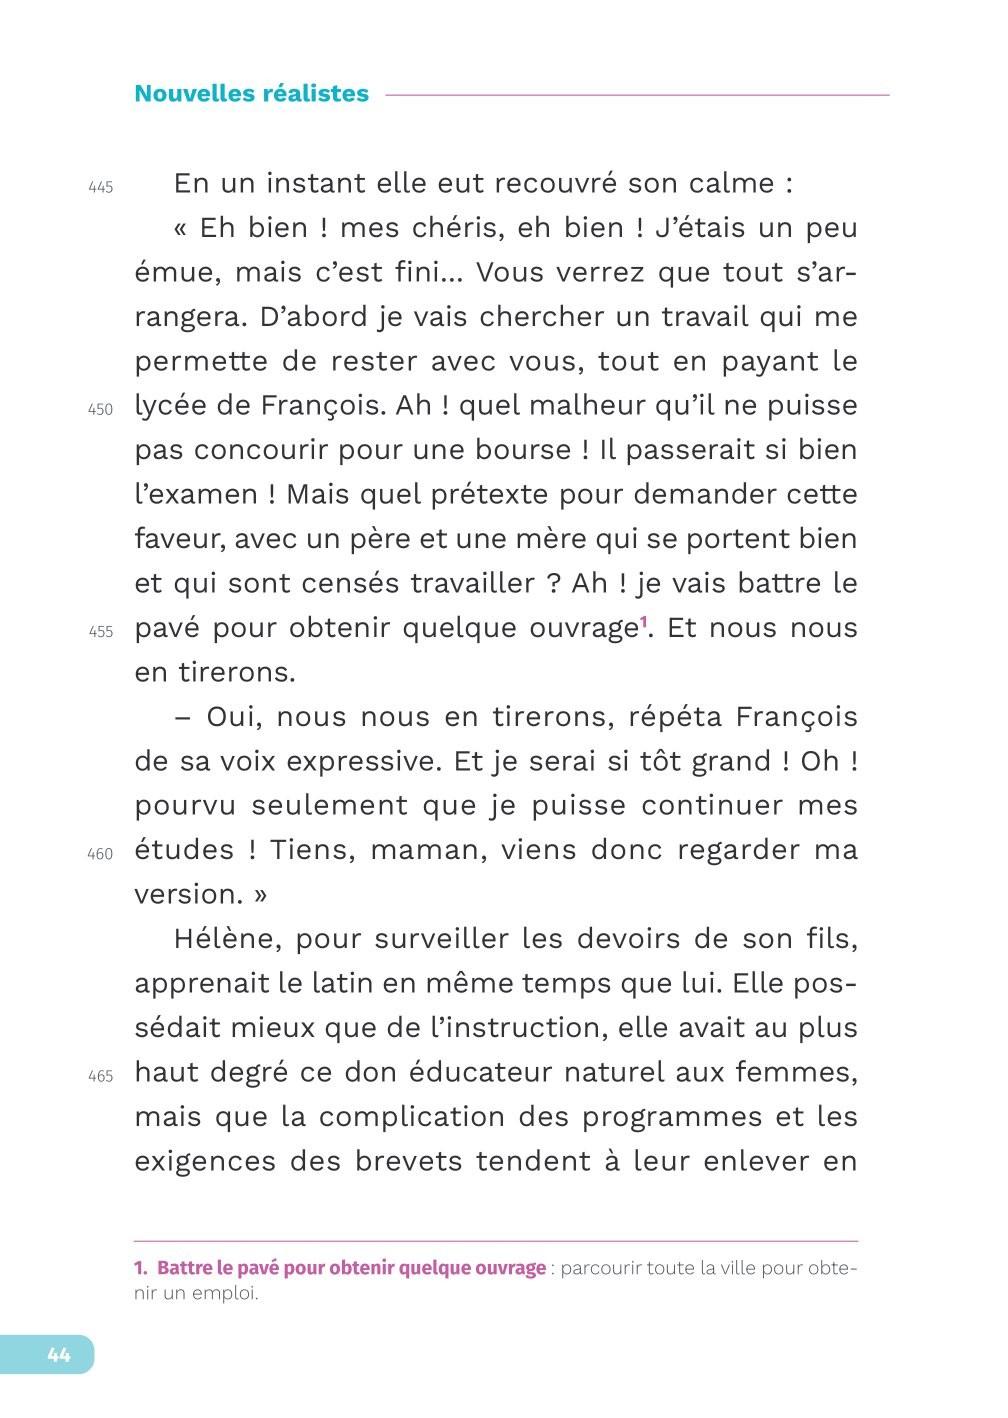 Nouvelles réalistes
445 En un instant elle eut recouvré son calme :
« Eh bien ! mes chéris, eh bien ! J’étais un peu
émue, mais c’est fini… Vous verrez que tout s’ar-
rangera. D’abord je vais chercher un travail qui me
permette de rester avec vous, tout en payant le
450 lycée de François. Ah ! quel malheur qu’il ne puisse
pas concourir pour une bourse ! Il passerait si bien
l’examen ! Mais quel prétexte pour demander cette
faveur, avec un père et une mère qui se portent bien
et qui sont censés travailler ? Ah ! je vais battre le
455 pavé pour obtenir quelque ouvrage1. Et nous nous
en tirerons.
– Oui, nous nous en tirerons, répéta François
de sa voix expressive. Et je serai si tôt grand ! Oh !
pourvu seulement que je puisse continuer mes
460 études ! Tiens, maman, viens donc regarder ma
version. »
Hélène, pour surveiller les devoirs de son fils,
apprenait le latin en même temps que lui. Elle pos-
sédait mieux que de l’instruction, elle avait au plus
465 haut degré ce don éducateur naturel aux femmes,
mais que la complication des programmes et les
exigences des brevets tendent à leur enlever en
1. Battre le pavé pour obtenir quelque ouvrage : parcourir toute la ville pour obte-
nir un emploi.
44